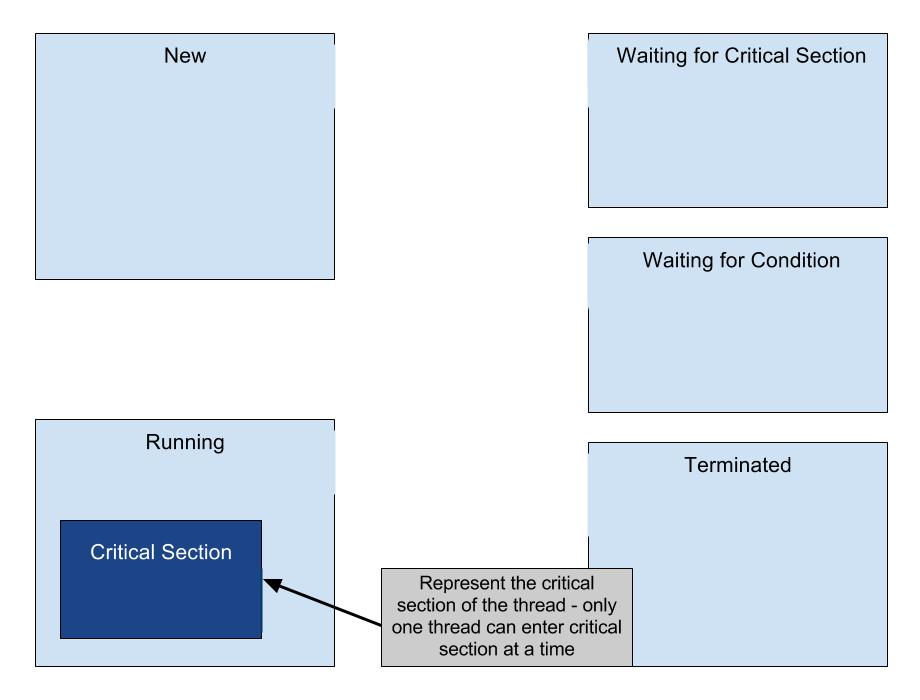 New
Waiting for Critical Section
Waiting for Condition
Running
Terminated
Critical Section
Represent the critical
section of the thread - only
one thread can enter critical
section at a time